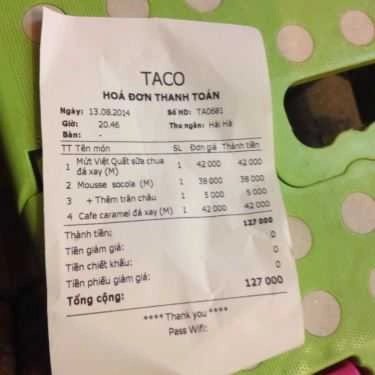 TACO
HOÁ ĐƠN THANH TOÁN
Ngày: 13.08.2014 Số HĐ: TA0681
Giờ: 20.46 Thu ngân: Hải Hà
Bàn: -
TT Tên món SL Đơn giá Thành tiền
1 Mứt Việt Quất sữa chua đá xay (M) 1 42 000 42 000
2 Mousse socola (M) 1 38 000 38 000
3 + Thêm trân châu 1 5 000 5 000
4 Cafe caramel đá xay (M) 1 42 000 42 000
Thành tiền: 127 000
Tiền giảm giá: 0
Tiền chiết khấu: 0
Tiền phiếu giảm giá: 0
Tổng cộng: 127 000
**** Thank you ****
Pass Wifi: